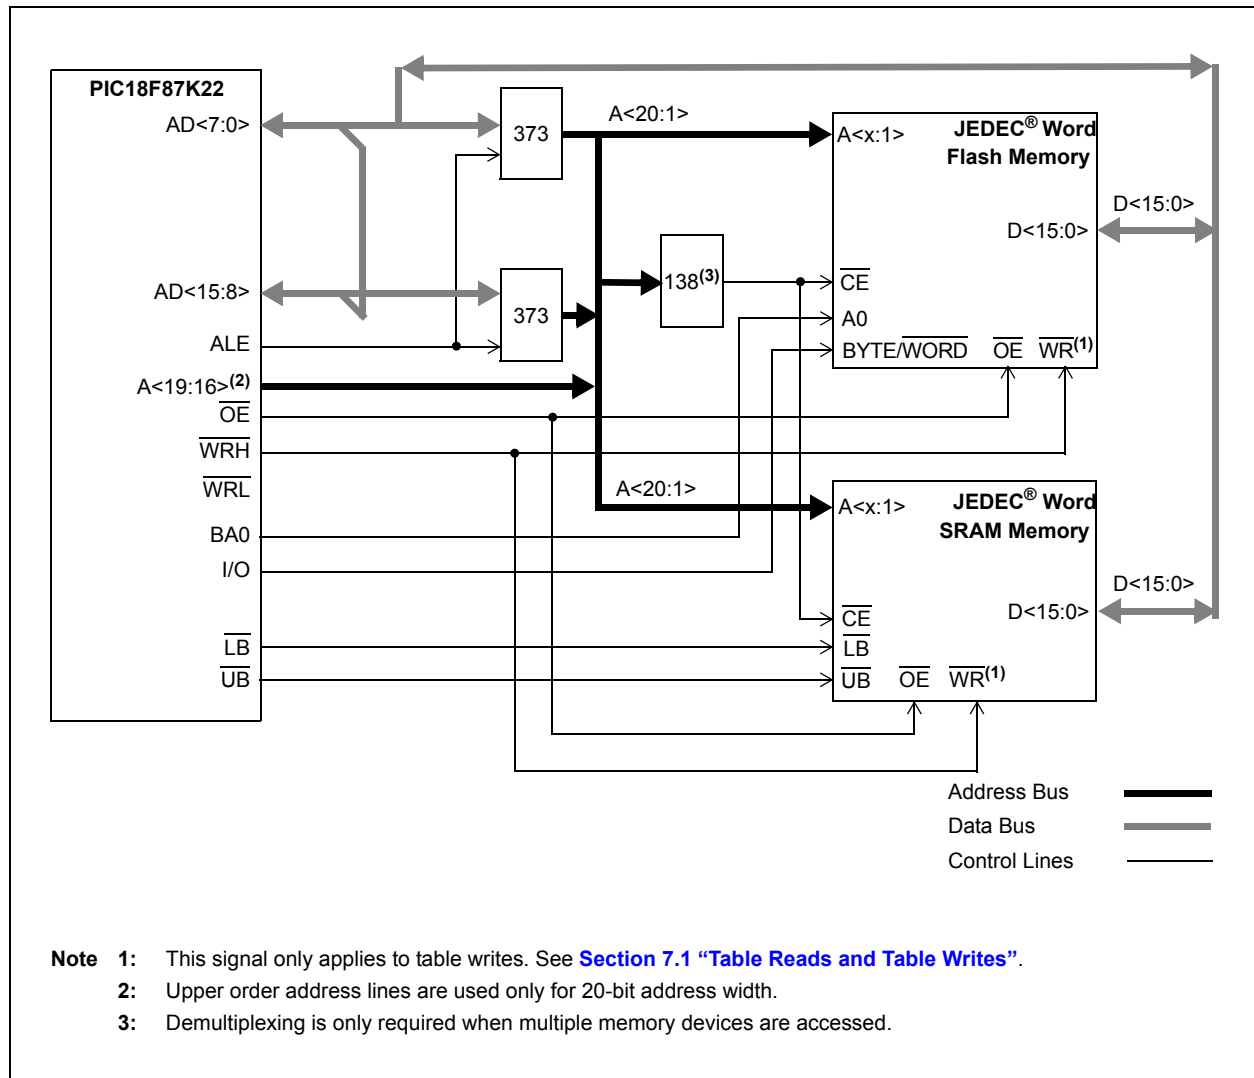 PIC18F87K22
AD<7:0>
373
A<20:1>
A<x:1>
JEDEC® Word
Flash Memory
D<15:0>
D<15:0>
138(3)
AD<15:8>
373
CE
A0
ALE
BYTE/WORD
OE
WR(1)
A<19:16>(2)
OE
WRH
WRL
A<20:1>
A<x:1>
JEDEC® Word
SRAM Memory
BA0
I/O
D<15:0>
D<15:0>
CE
LB
LB
UB
UB
OE
WR(1)
Address Bus
Data Bus
Control Lines
Note 1: This signal only applies to table writes. See Section 7.1 “Table Reads and Table Writes”.
2: Upper order address lines are used only for 20-bit address width.
3: Demultiplexing is only required when multiple memory devices are accessed.